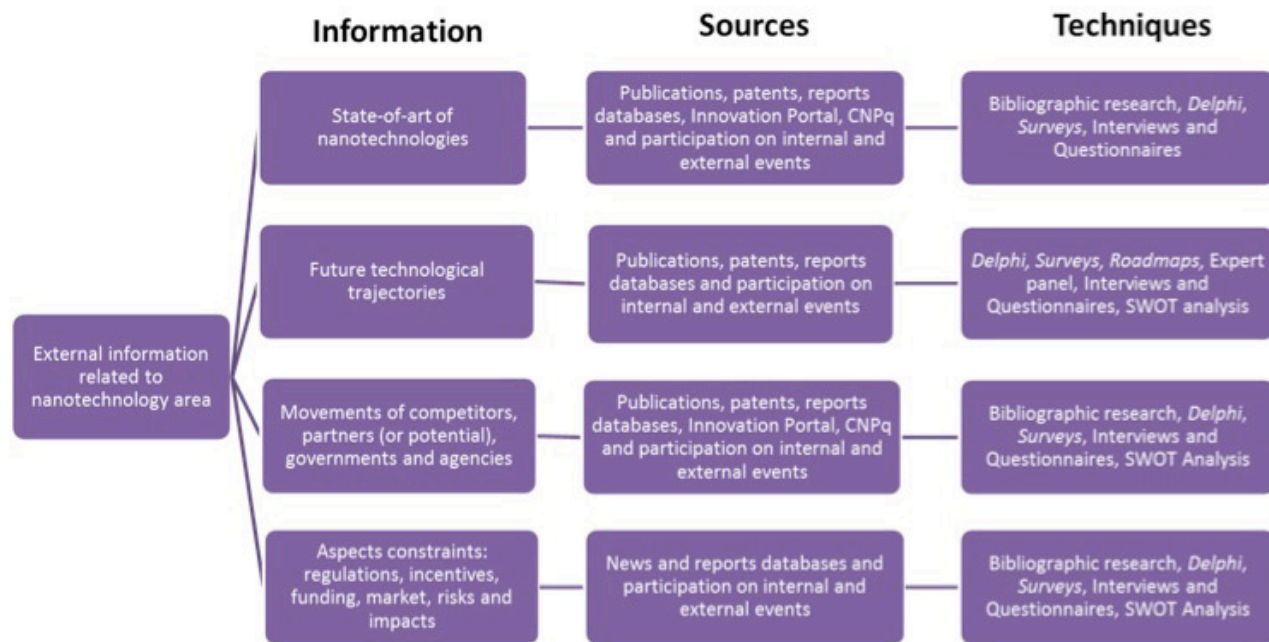 Information
Sources
Techniques
External information
related to
nanotechnology area
State-of-art of
nanotechnologies
Publications, patents, reports
databases, Innovation Portal, CNPq
and participation on internal and
external events
Bibliographic research, Delphi,
Surveys, Interviews and
Questionnaires
Future technological
trajectories
Publications, patents, reports
databases and participation on
internal and external events
Delphi, Surveys, Roadmaps, Expert
panel, Interviews and
Questionnaires, SWOT analysis
Movements of competitors,
partners (or potential),
governments and agencies
Publications, patents, reports
databases, Innovation Portal, CNPq
and participation on internal and
external events
Bibliographic research, Delphi,
Surveys, Interviews and
Questionnaires, SWOT Analysis
Aspects constraints:
regulations, incentives,
funding, market, risks and
impacts
News and reports databases and
participation on internal and
external events
Bibliographic research, Delphi,
Surveys, Interviews and
Questionnaires, SWOT Analysis